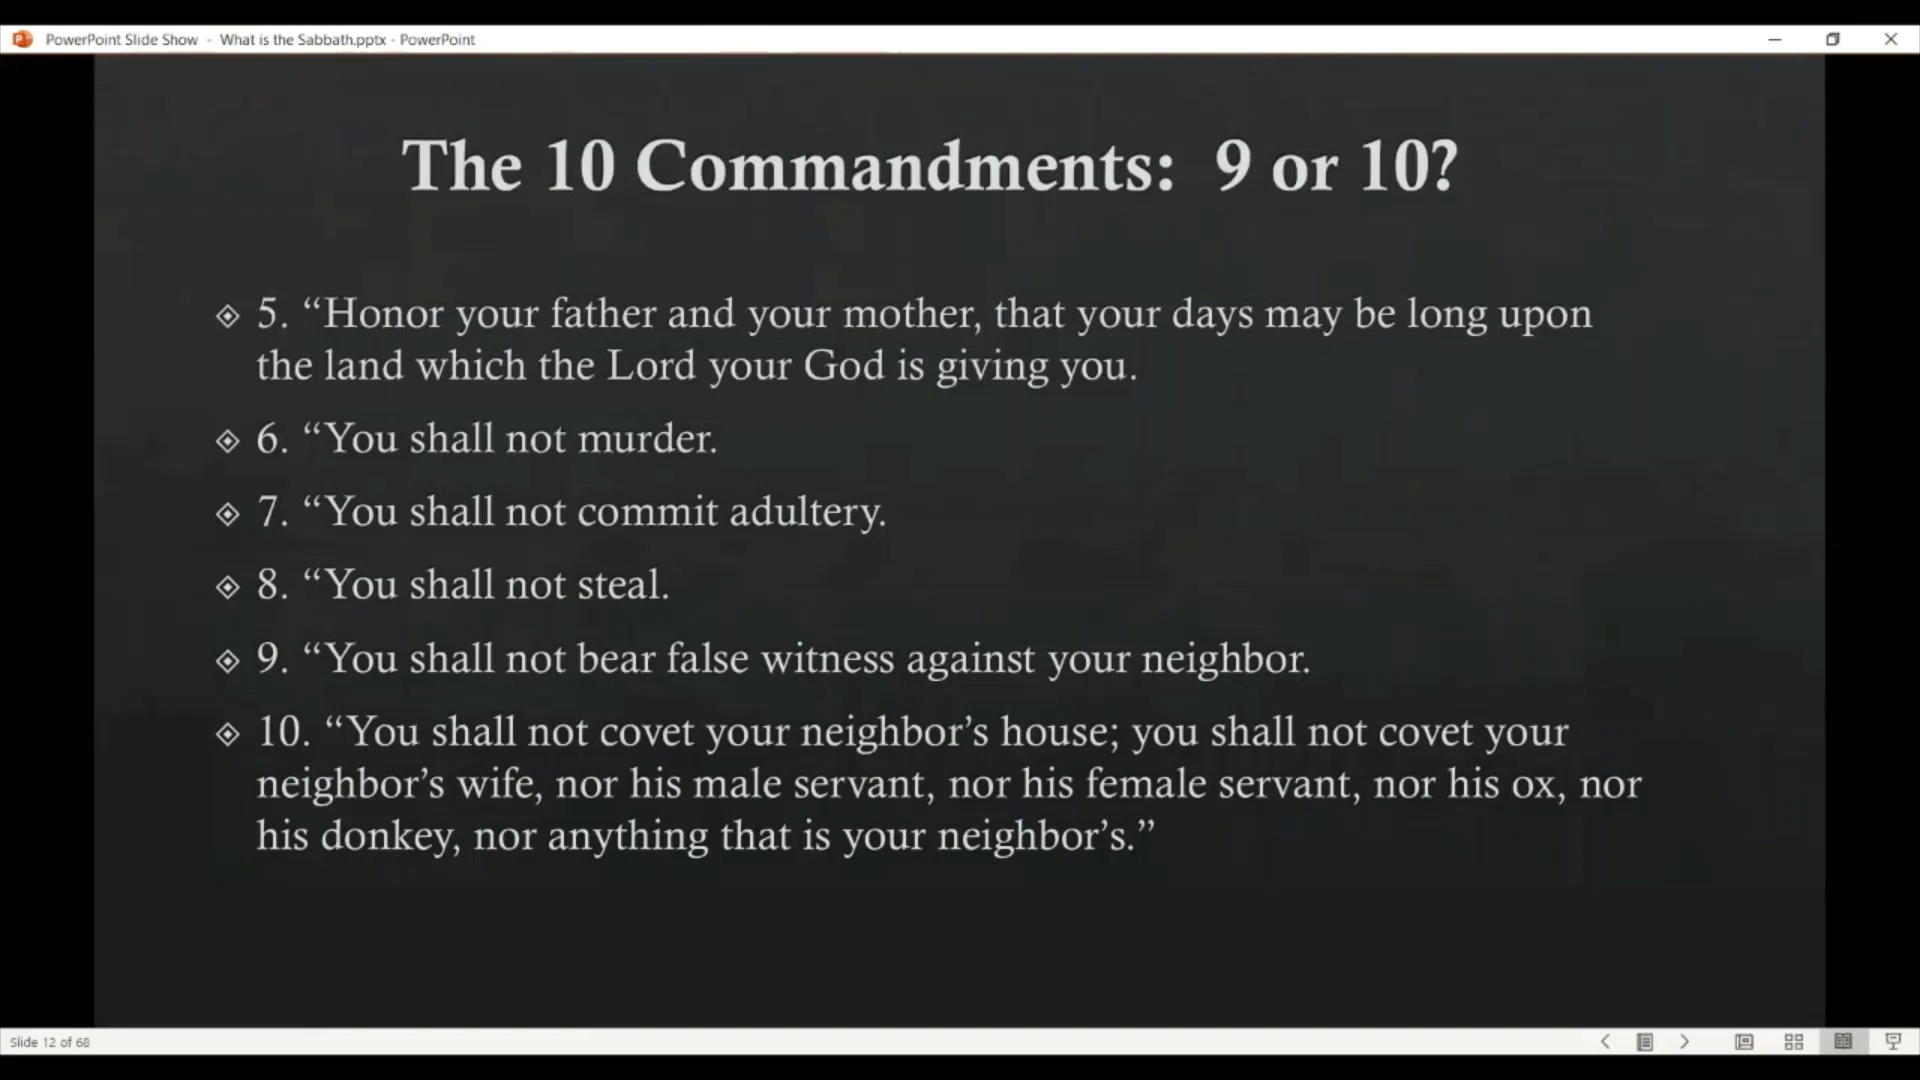 PowerPoint Slide Show - What is the Sabbath.pptx - PowerPoint
The 10 Commandments: 9 or 10?
5. “Honor your father and your mother, that your days may be long upon
the land which the Lord your God is giving you.
6. “You shall not murder.
7. “You shall not commit adultery.
8. “You shall not steal.
9. “You shall not bear false witness against your neighbor.
10. “You shall not covet your neighbor’s house; you shall not covet your
neighbor’s wife, nor his male servant, nor his female servant, nor his ox, nor
his donkey, nor anything that is your neighbor’s.”
Slide 12 of 68